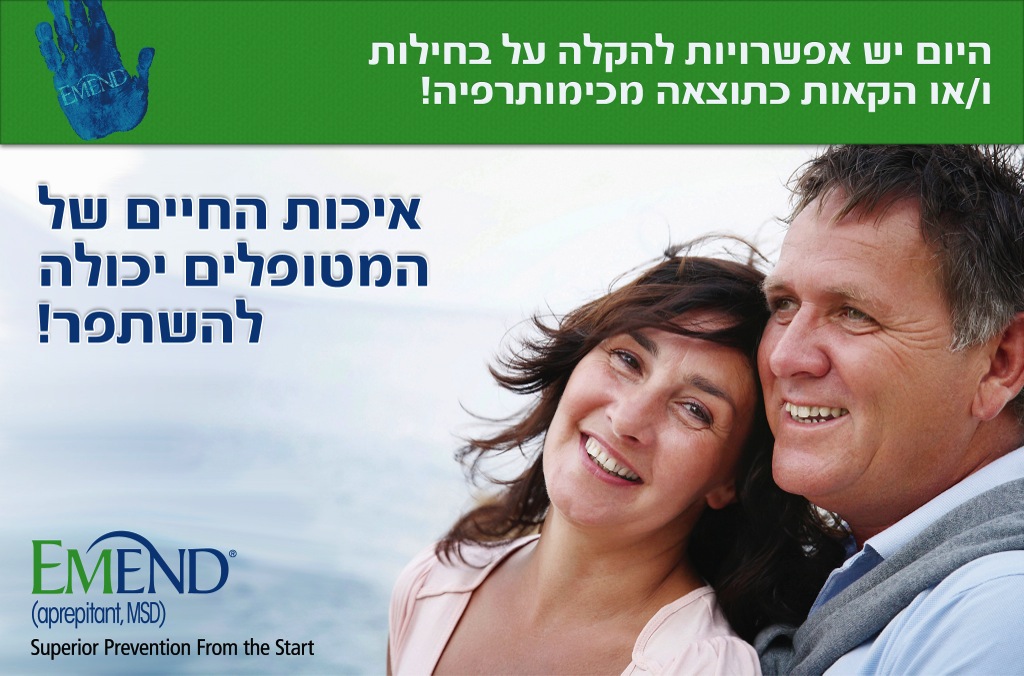 היום יש אפשרויות להקלה על בחילות
ו/או הקאות כתוצאה מכימותרפיה!
EMEND
איכות החיים של
המטופלים יכולה
להשתפר!
EMEND®
(aprepitant, MSD)
Superior Prevention From the Start